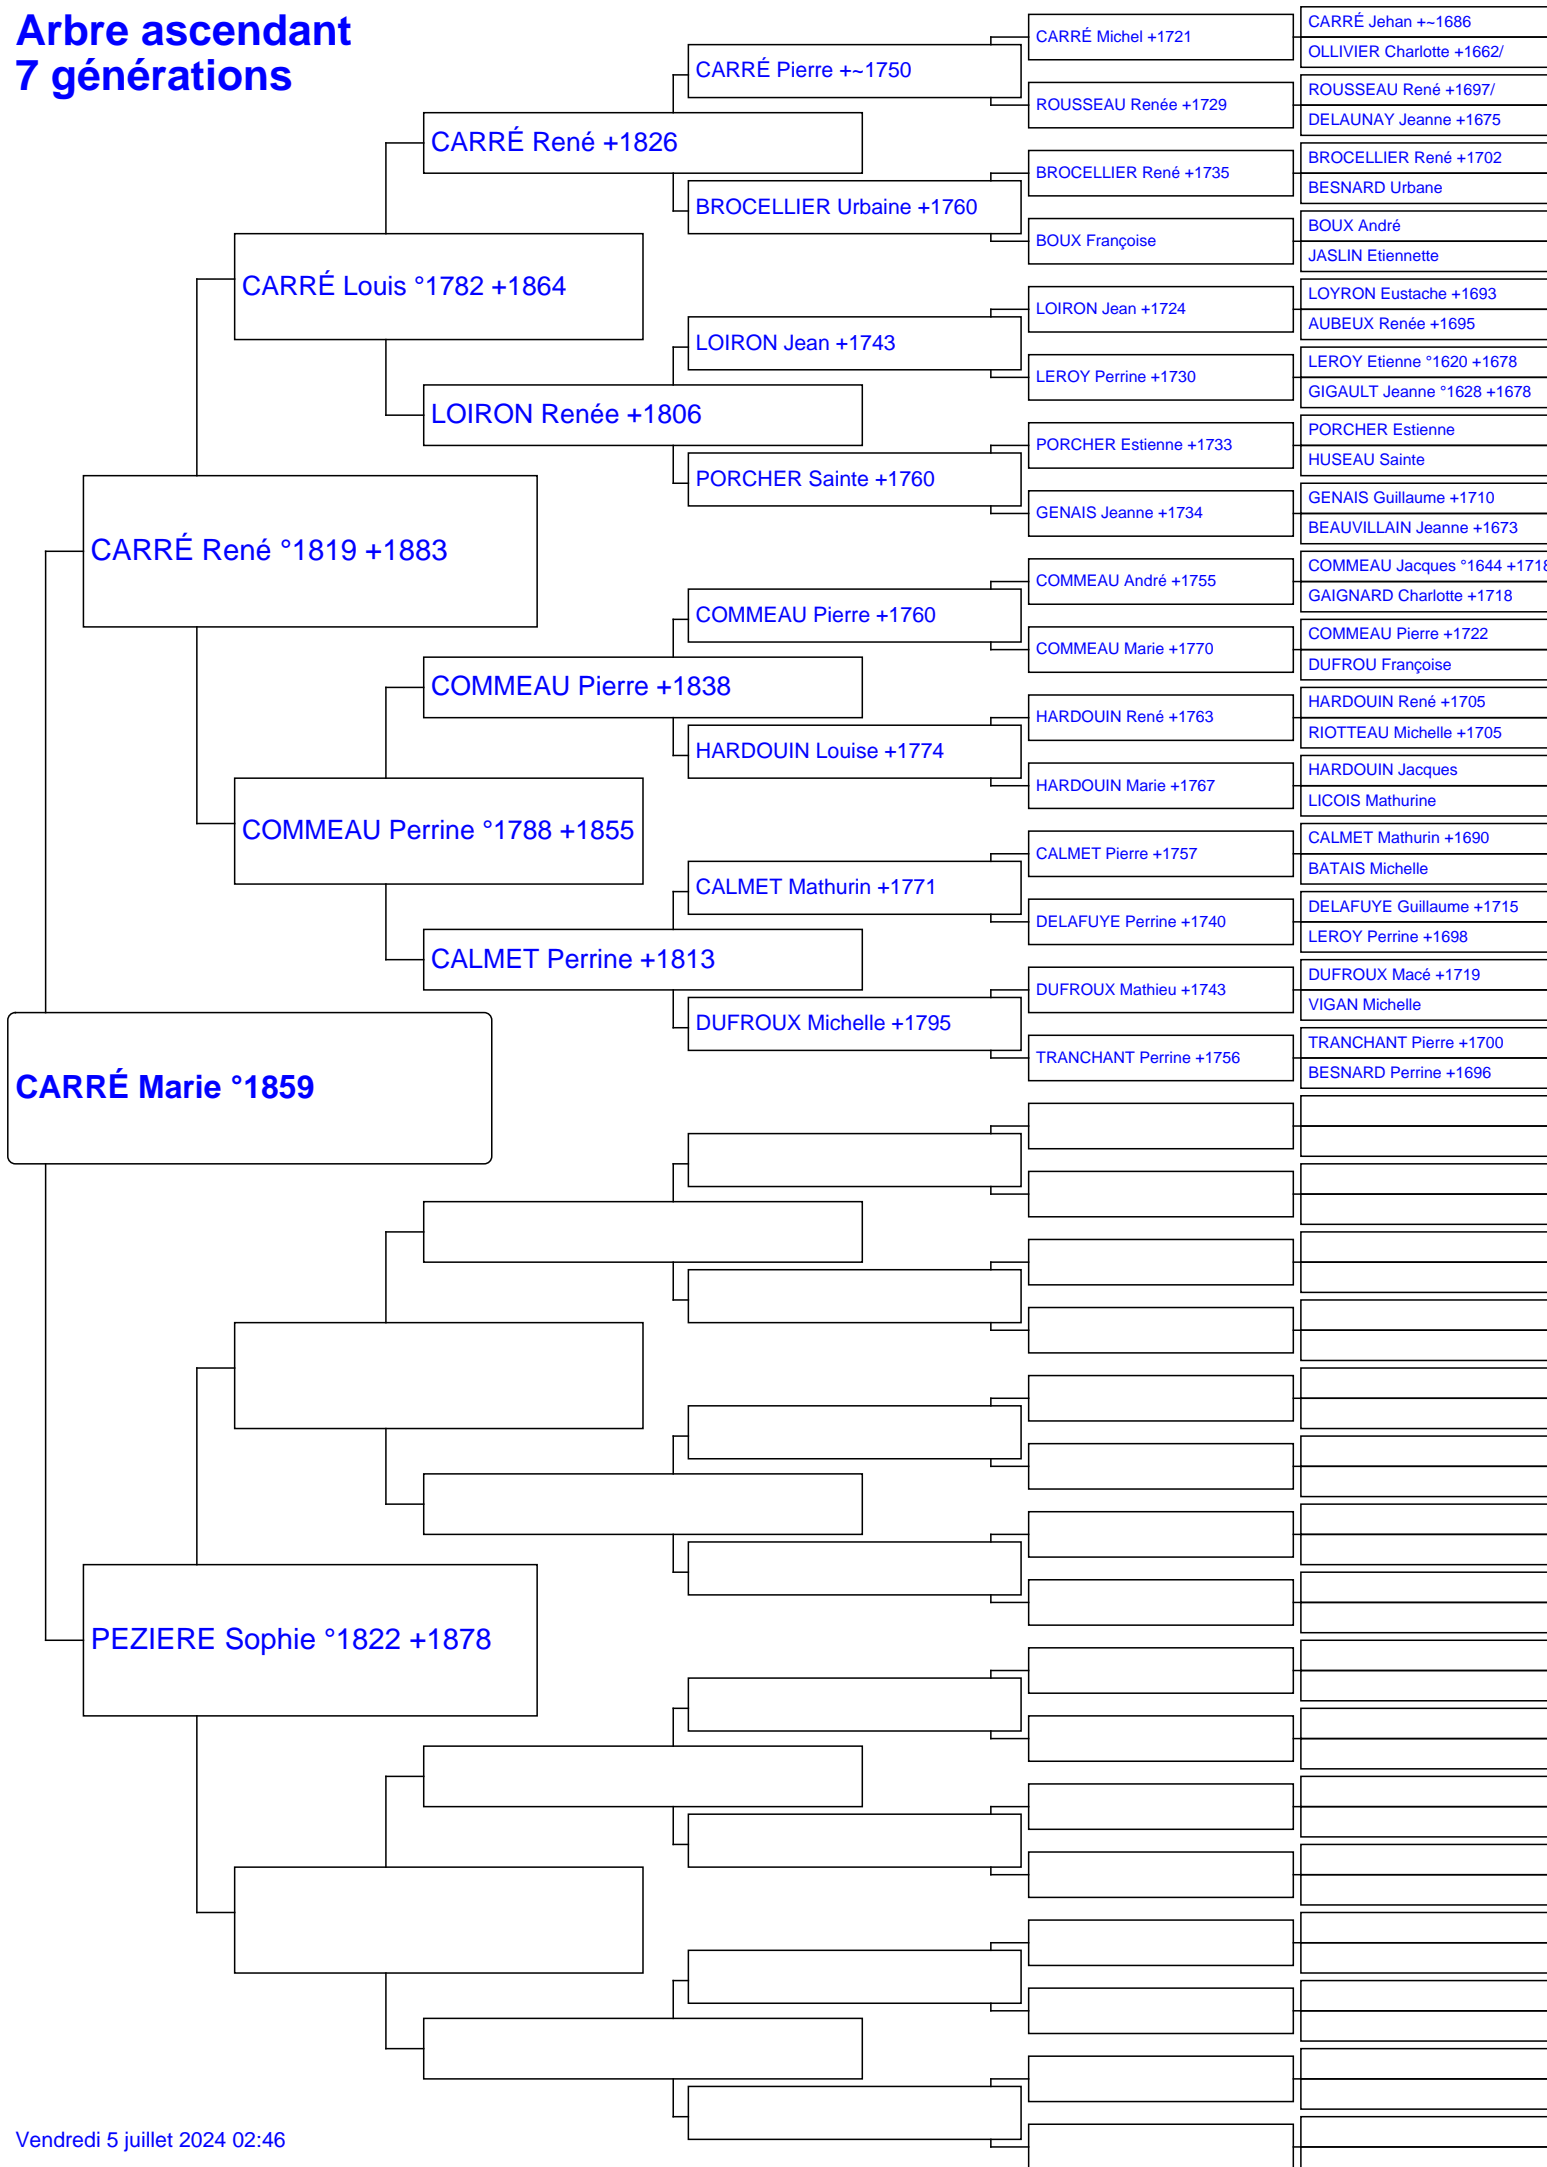 Arbre ascendant
7 générations
CARRÉ Marie °1859
CARRÉ René °1819 +1883
PEZIERE Sophie °1822 +1878
CARRÉ Louis °1782 +1864
COMMEAU Perrine °1788 +1855
CARRÉ René +1826
LOIRON Renée +1806
COMMEAU Pierre +1838
CALMET Perrine +1813
CARRÉ Pierre +~1750
BROCELLIER Urbaine +1760
LOIRON Jean +1743
PORCHER Sainte +1760
COMMEAU Pierre +1760
HARDOUIN Louise +1774
CALMET Mathurin +1771
DUFROUX Michelle +1795
CARRÉ Michel +1721
ROUSSEAU Renée +1729
BROCELLIER René +1735
BOUX Françoise
LOIRON Jean +1724
LEROY Perrine +1730
PORCHER Estienne +1733
GENAIS Jeanne +1734
COMMEAU André +1755
COMMEAU Marie +1770
HARDOUIN René +1763
HARDOUIN Marie +1767
CALMET Pierre +1757
DELAFUYE Perrine +1740
DUFROUX Mathieu +1743
TRANCHANT Perrine +1756
CARRÉ Jehan +~1686
OLLIVIER Charlotte +1662/
ROUSSEAU René +1697/
DELAUNAY Jeanne +1675
BROCELLIER René +1702
BESNARD Urbane
BOUX André
JASLIN Etiennette
LOYRON Eustache +1693
AUBEUX Renée +1695
LEROY Etienne °1620 +1678
GIGAULT Jeanne °1628 +1678
PORCHER Estienne
HUSEAU Sainte
GENAIS Guillaume +1710
BEAUVILLAIN Jeanne +1673
COMMEAU Jacques °1644 +1718
GAIGNARD Charlotte +1718
COMMEAU Pierre +1722
DUFROU Françoise
HARDOUIN René +1705
RIOTTEAU Michelle +1705
HARDOUIN Jacques
LICOIS Mathurine
CALMET Mathurin +1690
BATAIS Michelle
DELAFUYE Guillaume +1715
LEROY Perrine +1698
DUFROUX Macé +1719
VIGAN Michelle
TRANCHANT Pierre +1700
BESNARD Perrine +1696
Vendredi 5 juillet 2024 02:46